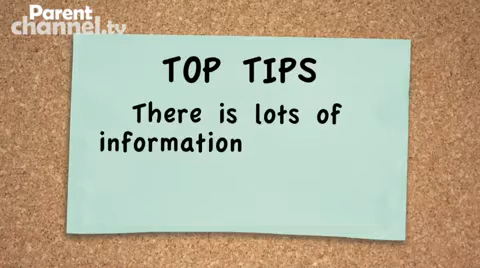 Parent
channel.tv
TOP TIPS
There is lots of
information